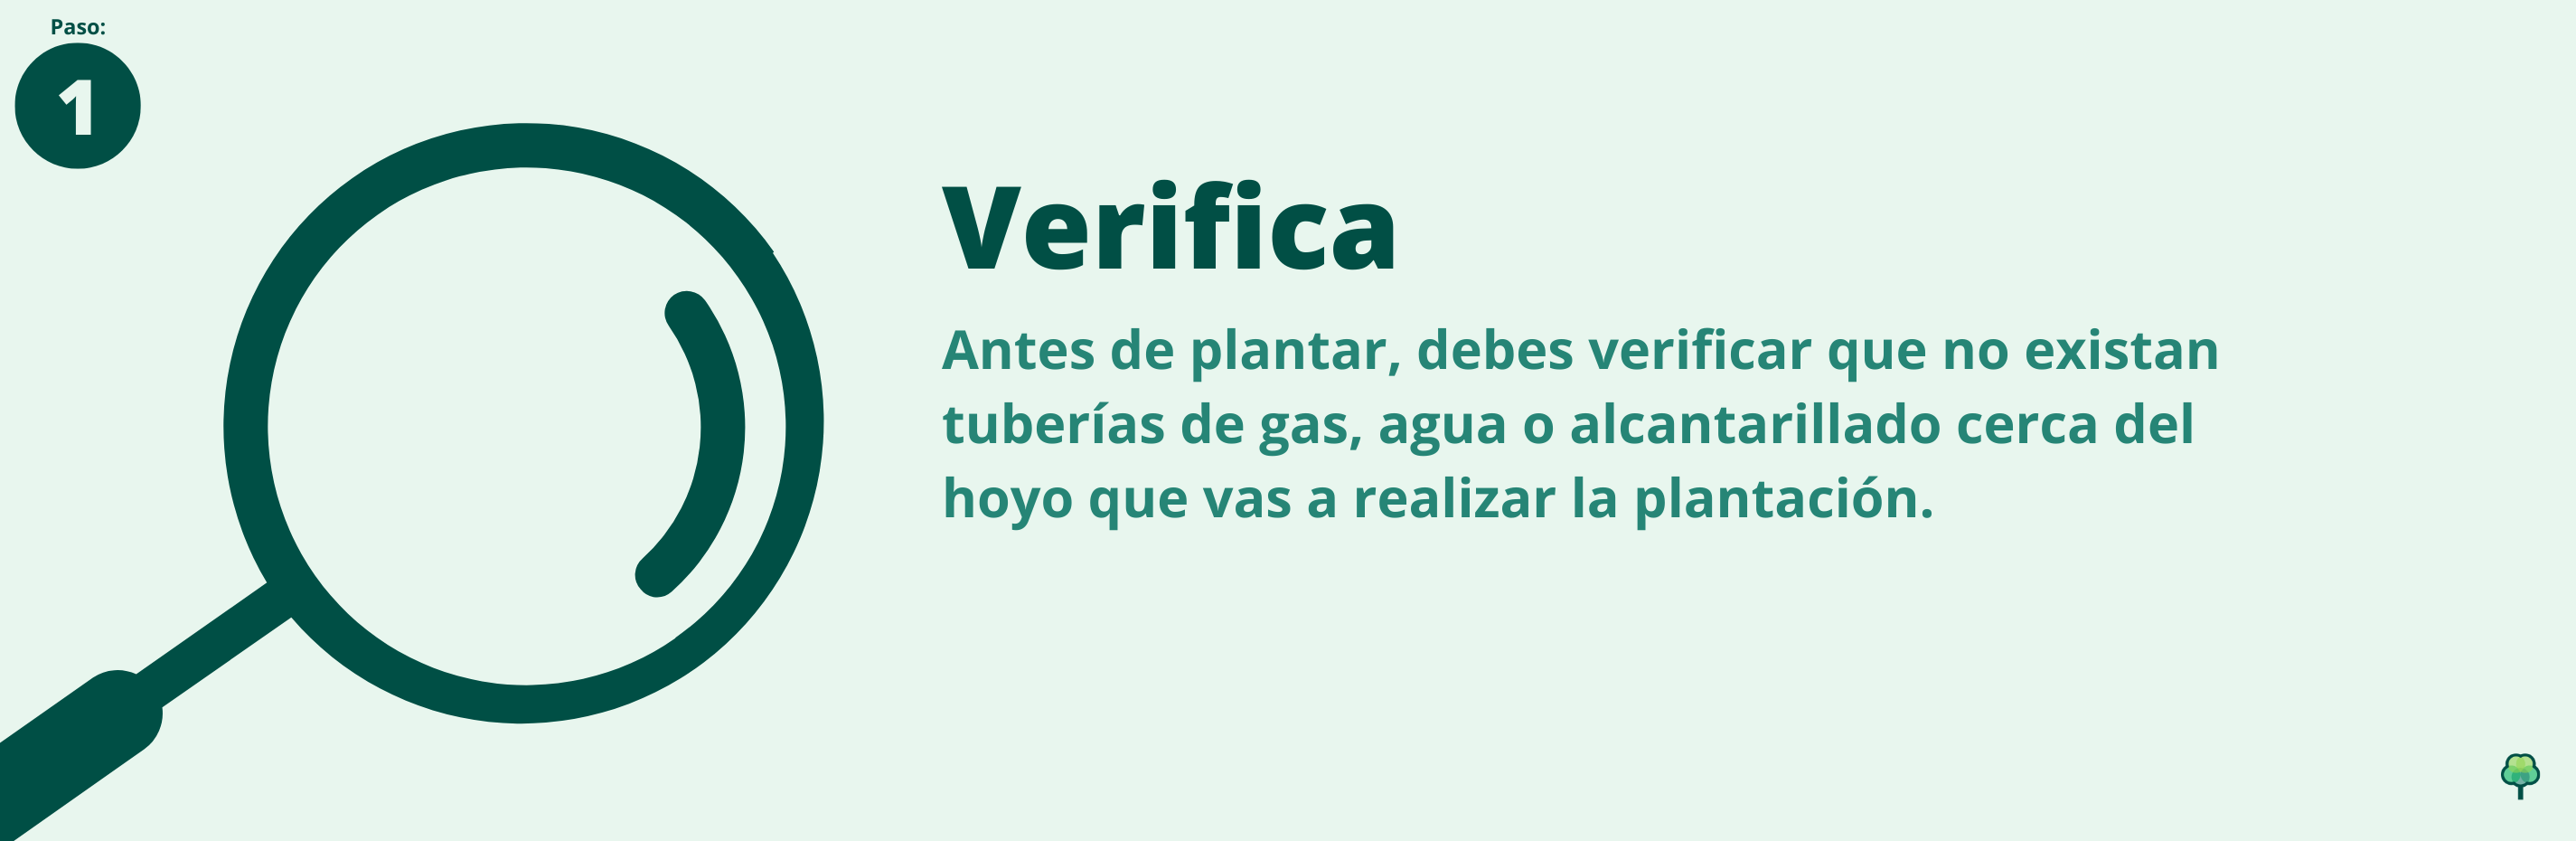 Paso:
1
Verifica
Antes de plantar, debes verificar que no existan
tuberías de gas, agua o alcantarillado cerca del
hoyo que vas a realizar la plantación.